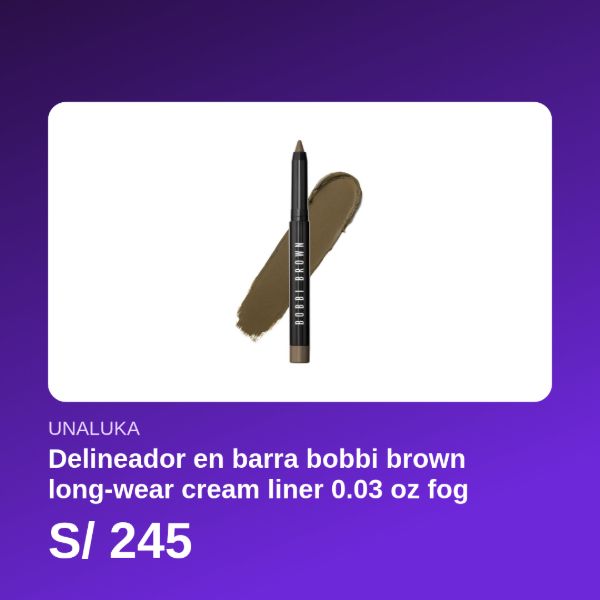 BOBBI BROWN
UNALUKA
Delineador en barra bobbi brown
long-wear cream liner 0.03 oz fog
S/ 245